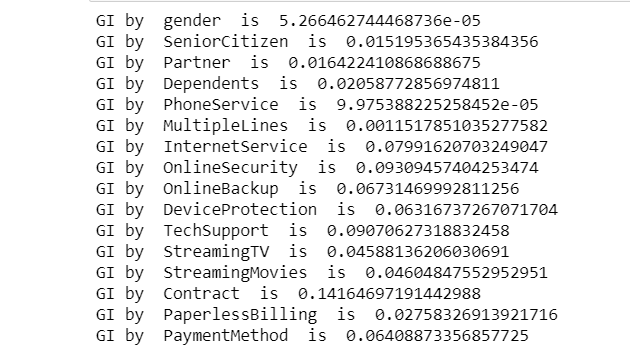 GI by  gender  is  5.266462744468736e-05
GI by  SeniorCitizen  is  0.015195365435384356
GI by  Partner  is  0.016422410868688675
GI by  Dependents  is  0.02058772856974811
GI by  PhoneService  is  9.975388225258452e-05
GI by  MultipleLines  is  0.0011517851035277582
GI by  InternetService  is  0.07991620703249047
GI by  OnlineSecurity  is  0.09309457404253474
GI by  OnlineBackup  is  0.06731469992811256
GI by  DeviceProtection  is  0.06316737267071704
GI by  TechSupport  is  0.09070627318832458
GI by  StreamingTV  is  0.04588136206030691
GI by  StreamingMovies  is  0.04604847552952951
GI by  Contract  is  0.14164697191442988
GI by  PaperlessBilling  is  0.02758326913921716
GI by  PaymentMethod  is  0.06408873356857725